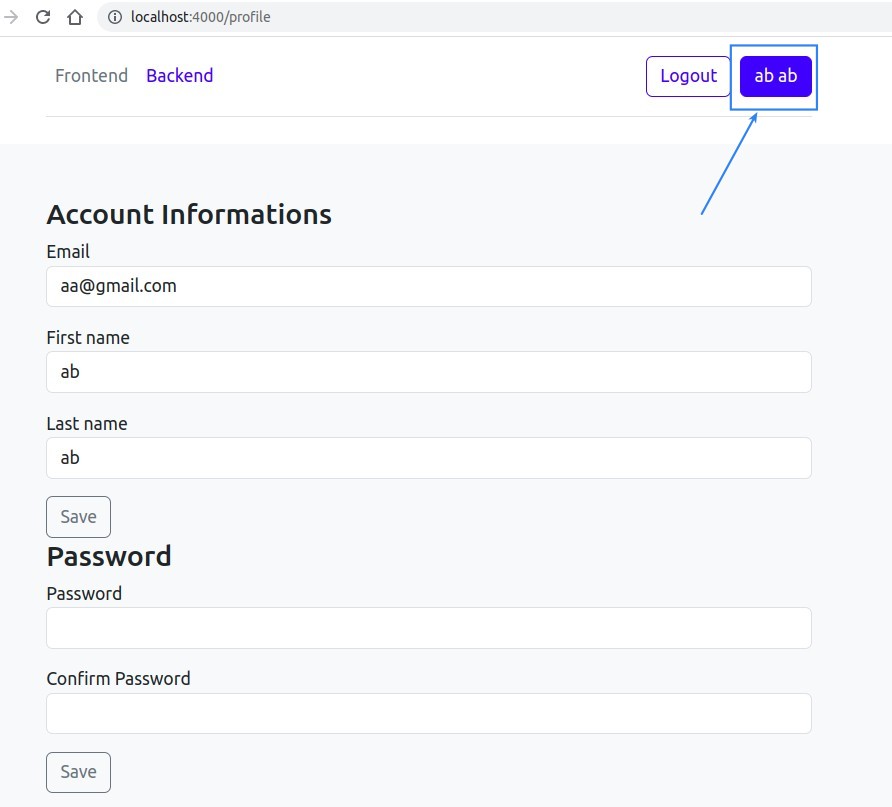 localhost:4000/profile
Frontend Backend Logout ab ab
Account Informations
Email
aa@gmail.com
First name
ab
Last name
ab
Save
Password
Password
Confirm Password
Save